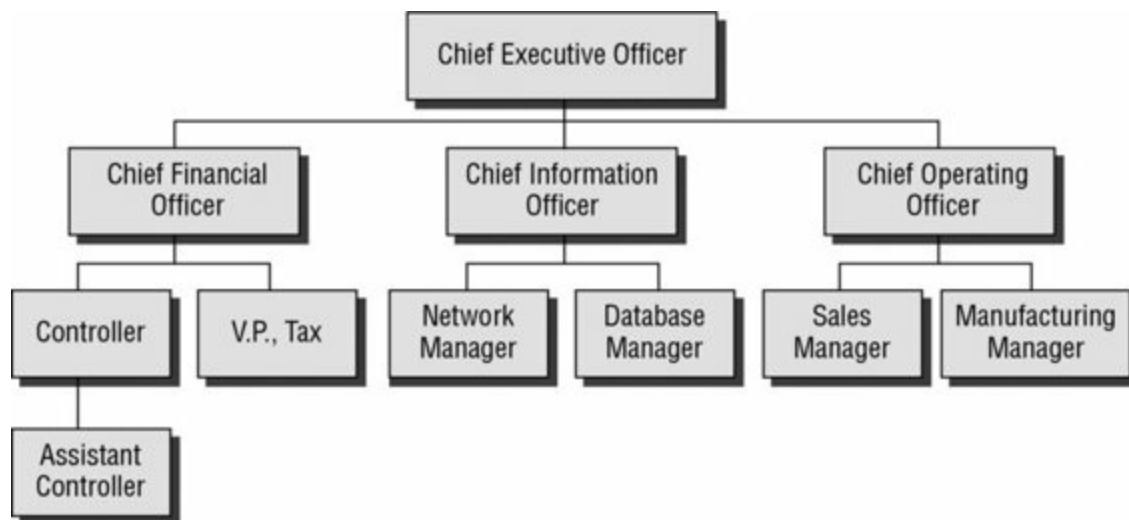 Chief Executive Officer
Chief Financial
Officer
Chief Information
Officer
Chief Operating
Officer
Controller
V.P., Tax
Network
Manager
Database
Manager
Sales
Manager
Manufacturing
Manager
Assistant
Controller